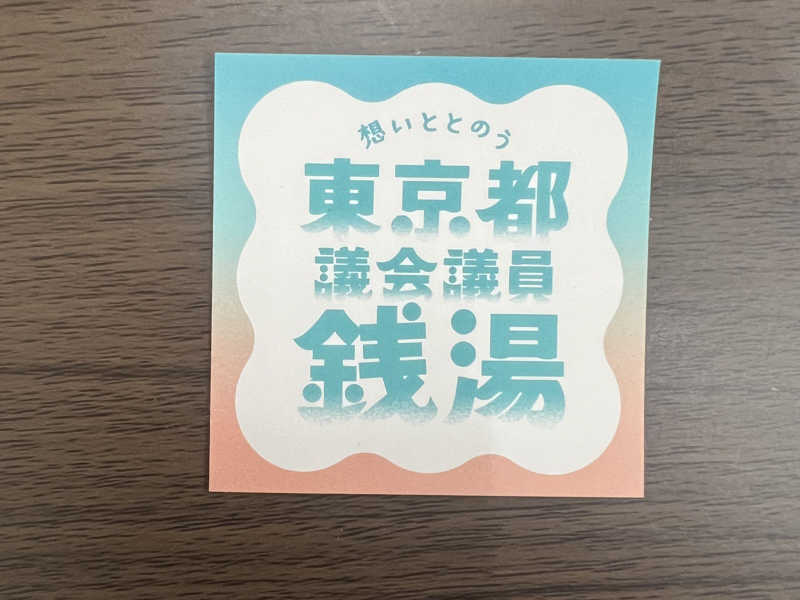 想いととのう
東京都
議会議員
銭湯